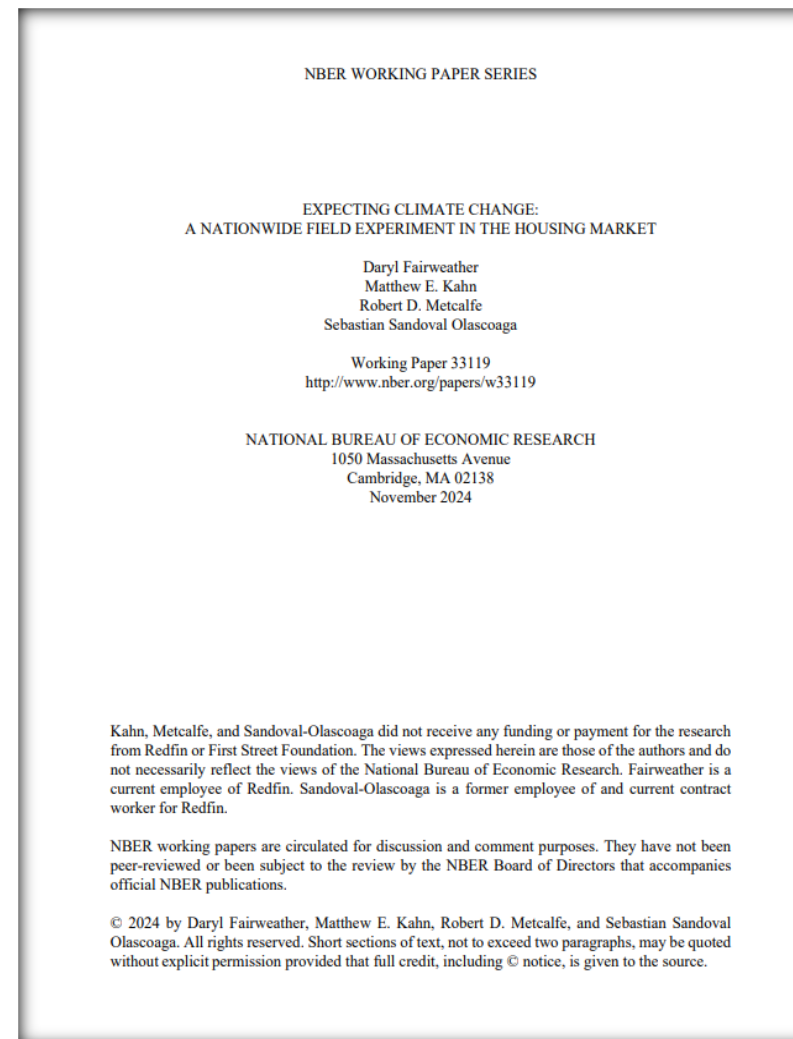 NBER WORKING PAPER SERIES
EXPECTING CLIMATE CHANGE:
A NATIONWIDE FIELD EXPERIMENT IN THE HOUSING MARKET
Daryl Fairweather
Matthew E. Kahn
Robert D. Metcalfe
Sebastian Sandoval Olascoaga
Working Paper 33119
http://www.nber.org/papers/w33119
NATIONAL BUREAU OF ECONOMIC RESEARCH
1050 Massachusetts Avenue
Cambridge, MA 02138
November 2024
Kahn, Metcalfe, and Sandoval-Olascoaga did not receive any funding or payment for the research
from Redfin or First Street Foundation. The views expressed herein are those of the authors and do
not necessarily reflect the views of the National Bureau of Economic Research. Fairweather is a
current employee of Redfin. Sandoval-Olascoaga is a former employee of and current contract
worker for Redfin.
NBER working papers are circulated for discussion and comment purposes. They have not been
peer-reviewed or been subject to the review by the NBER Board of Directors that accompanies
official NBER publications.
© 2024 by Daryl Fairweather, Matthew E. Kahn, Robert D. Metcalfe, and Sebastian Sandoval
Olascoaga. All rights reserved. Short sections of text, not to exceed two paragraphs, may be quoted
without explicit permission provided that full credit, including © notice, is given to the source.